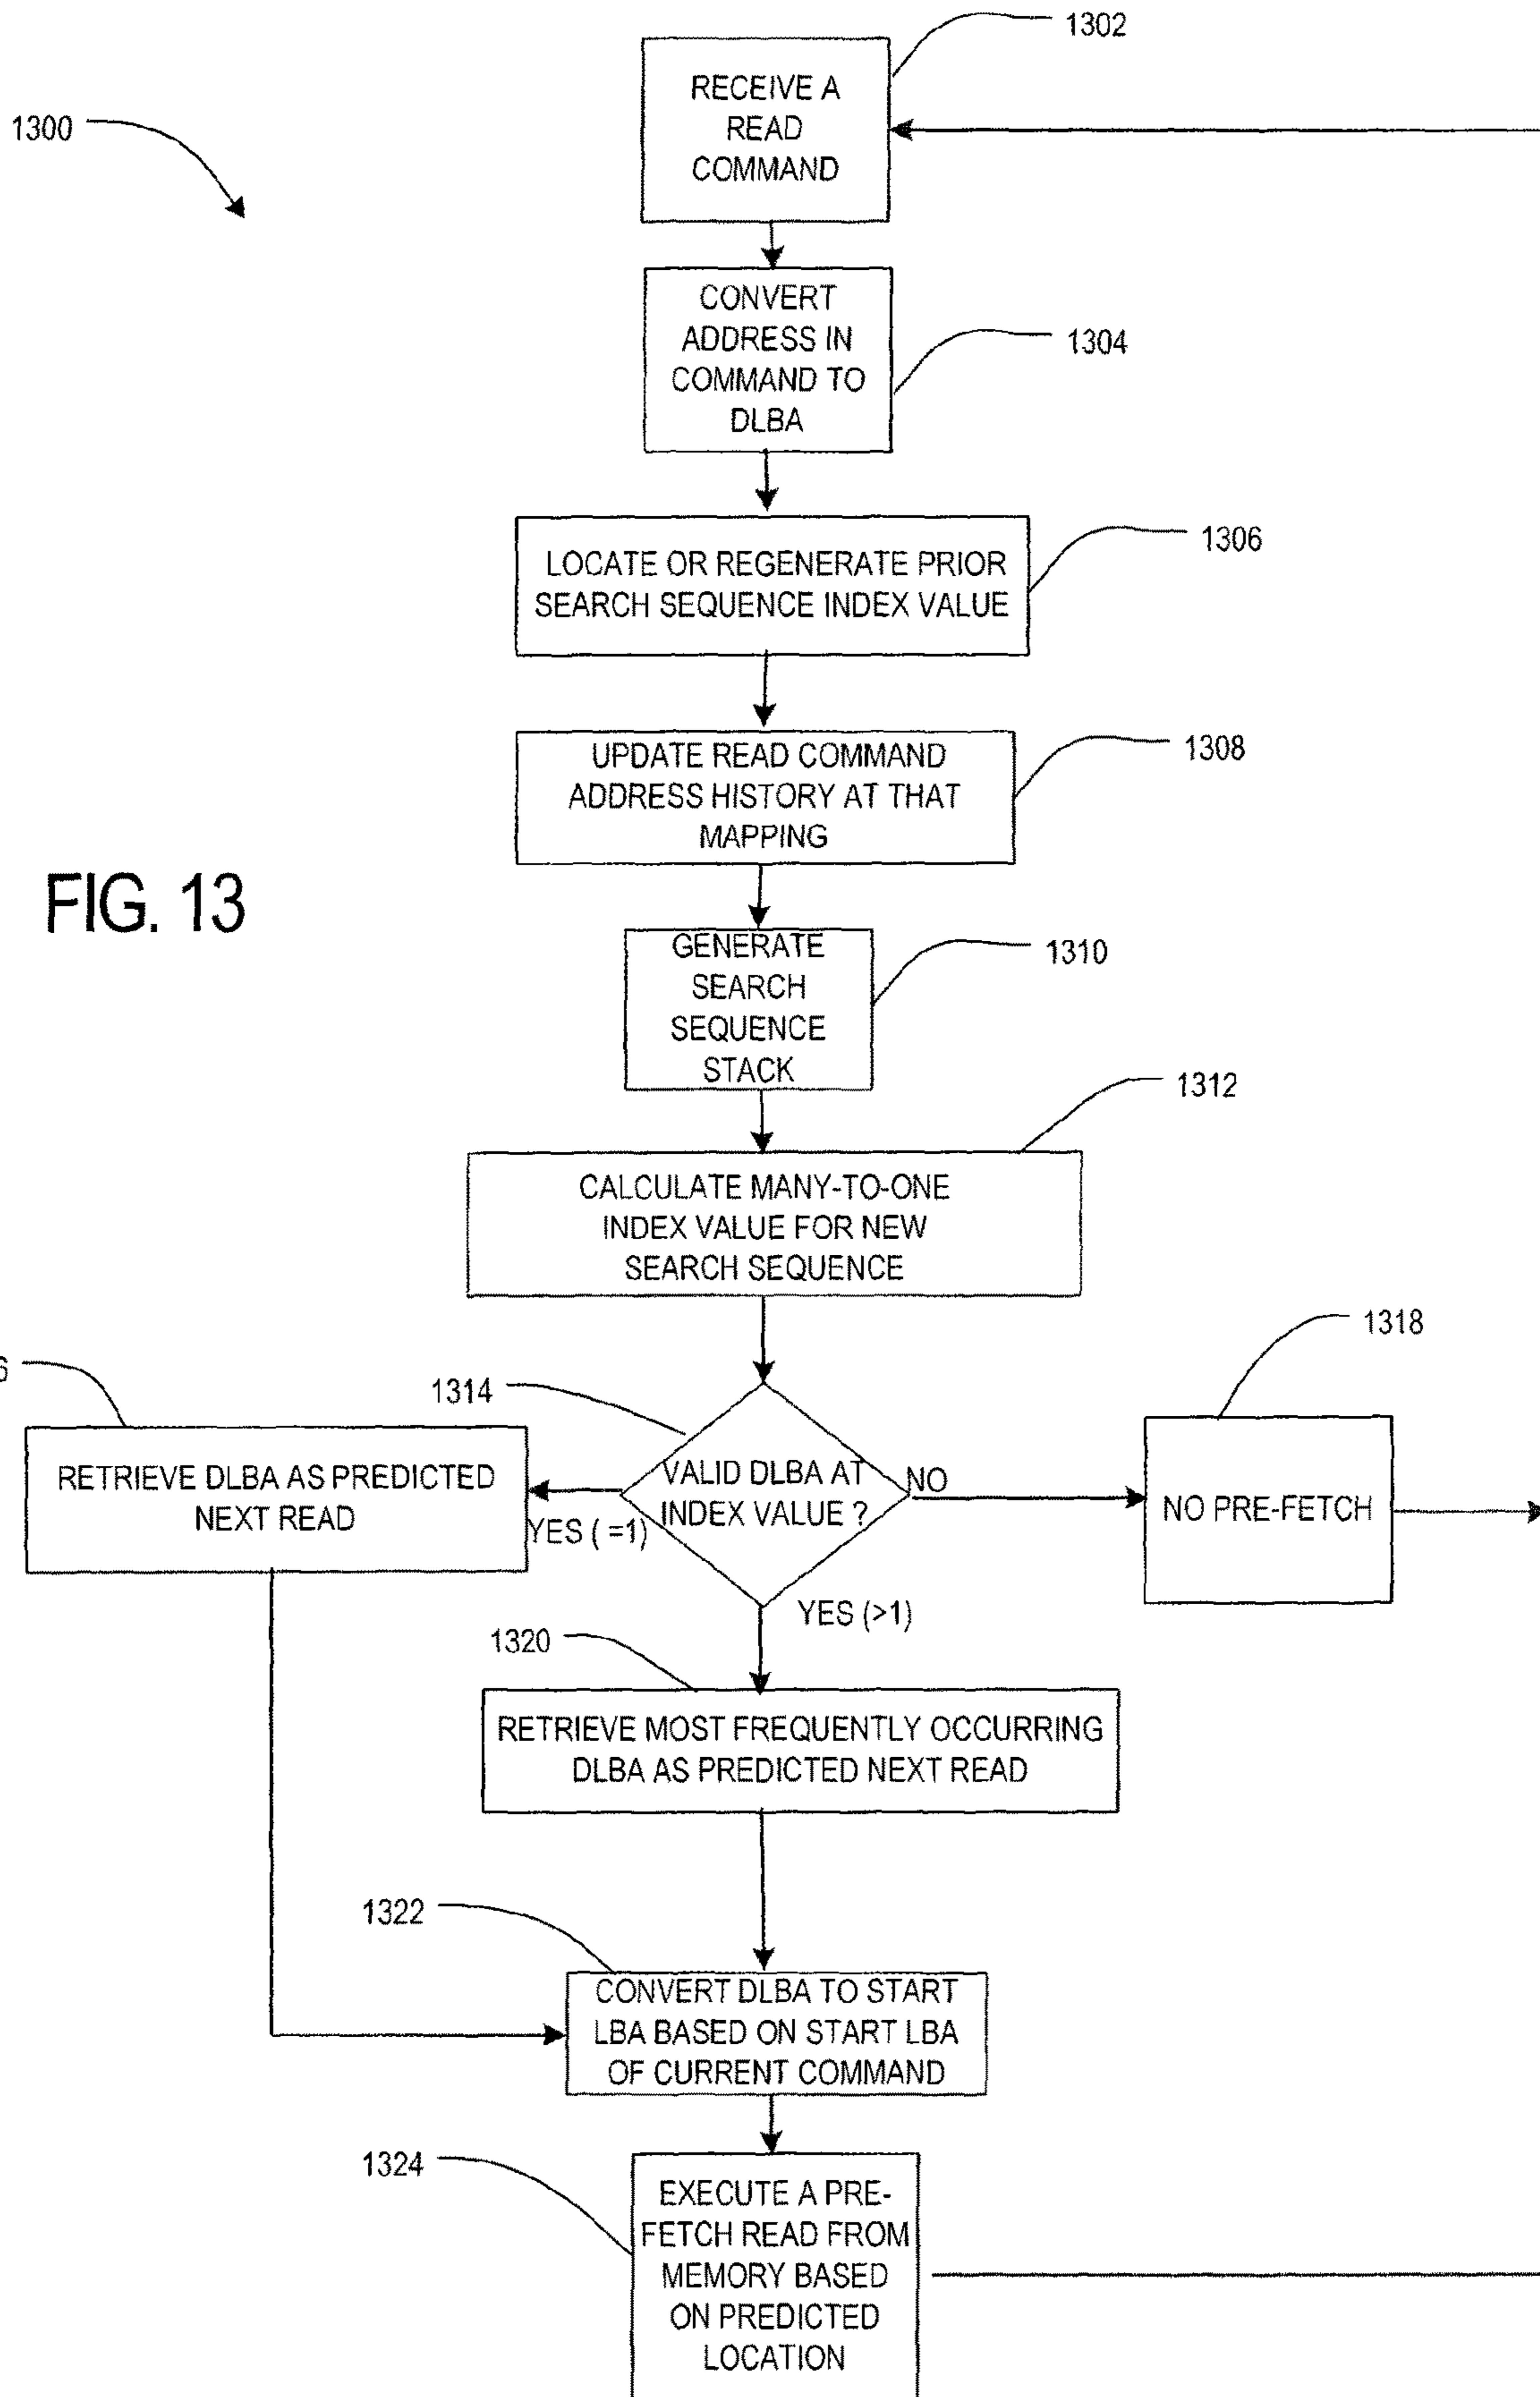 1302
RECEIVE A
READ
COMMAND
1300
CONVERT
ADDRESS IN
COMMAND TO
DLBA
1304
LOCATE OR REGENERATE PRIOR
SEARCH SEQUENCE INDEX VALUE
1306
UPDATE READ COMMAND
ADDRESS HISTORY AT THAT
MAPPING
1308
FIG. 13
GENERATE
SEARCH
SEQUENCE
STACK
1310
1312
CALCULATE MANY-TO-ONE
INDEX VALUE FOR NEW
SEARCH SEQUENCE
1318
6
1314
RETRIEVE DLBA AS PREDICTED
NEXT READ
YES ( =1)
VALID DLBA AT
INDEX VALUE ?
NO
NO PRE-FETCH
YES (>1)
1320
RETRIEVE MOST FREQUENTLY OCCURRING
DLBA AS PREDICTED NEXT READ
1322
CONVERT DLBA TO START
LBA BASED ON START LBA
OF CURRENT COMMAND
1324
EXECUTE A PRE-
FETCH READ FROM
MEMORY BASED
ON PREDICTED
LOCATION